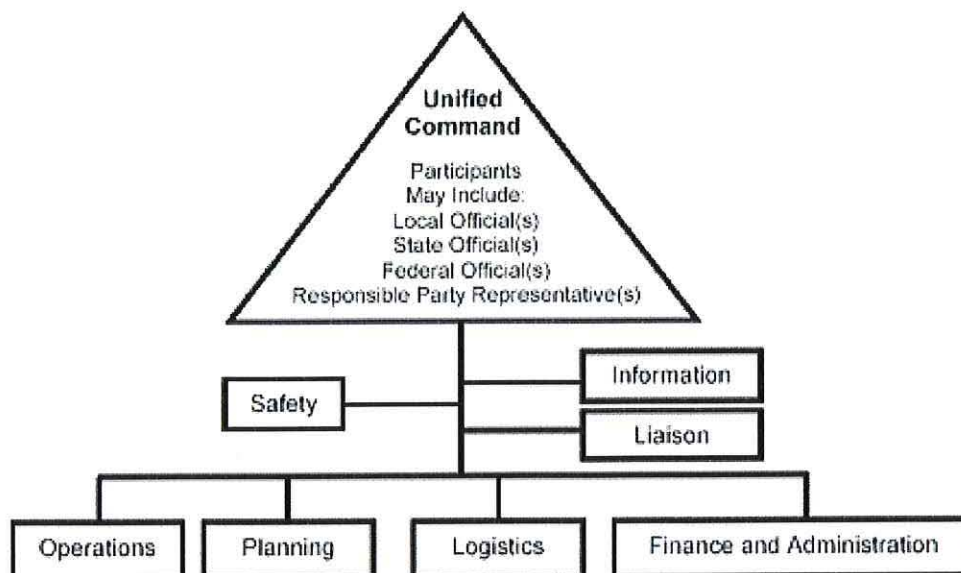 Unified
Command
Participants
May Include:
Local Official(s)
State Official(s)
Federal Official(s)
Responsible Party Representative(s)
Information
Safety
Liaison
Operations
Planning
Logistics
Finance and Administration